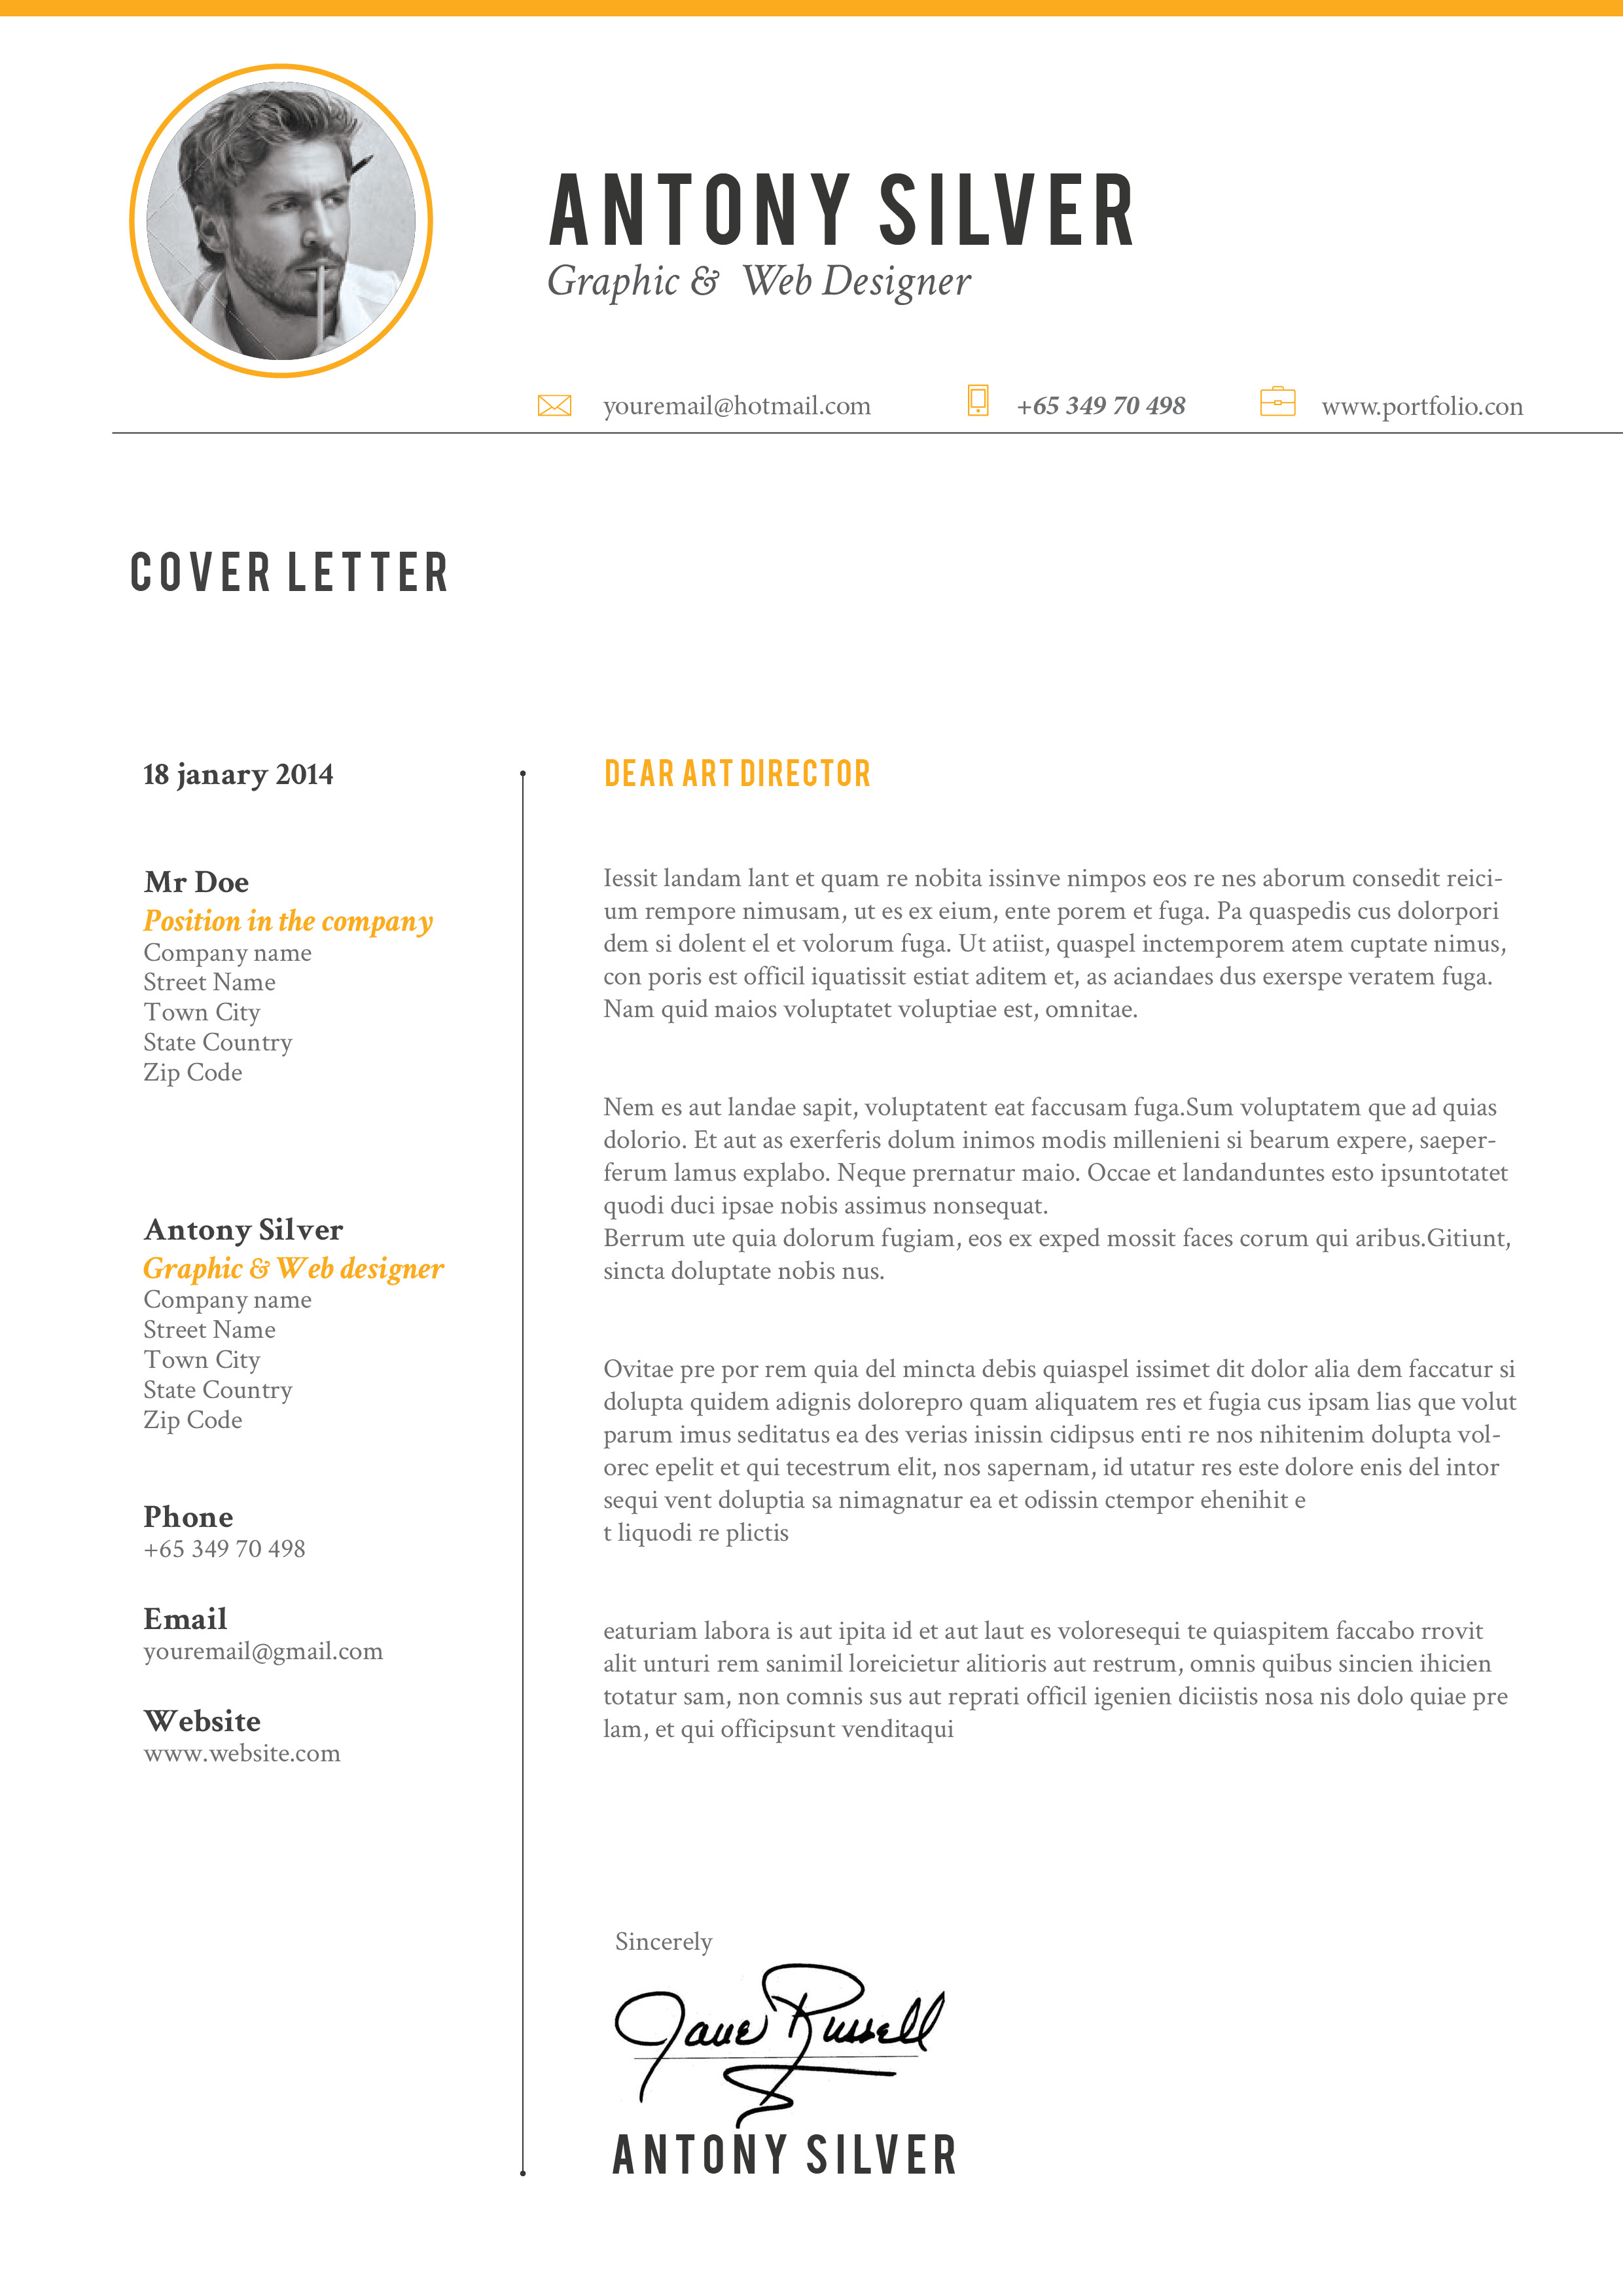 ANTONY SILVER
Graphic & Web Designer
youremail@hotmail.com
+65 349 70 498
www.portfolio.con
COVER LETTER
18 janary 2014
Mr Doe
Position in the company
Company name
Street Name
Town City
State Country
Zip Code
Antony Silver
Graphic & Web designer
Company name
Street Name
Town City
State Country
Zip Code
Phone
+65 349 70 498
Email
youremail@gmail.com
Website
www.website.com
DEAR ART DIRECTOR
Iessit landam lant et quam re nobita issinve nimpos eos re nes aborum consedit reici-
um rempore nimusam, ut es ex eium, ente porem et fuga. Pa quaspedis cus dolorpori
dem si dolent el et volorum fuga. Ut atiist, quaspel inctemporem atem cuptate nimus,
con poris est officil iquatissit estiat aditem et, as aciandaes dus exerspe veratem fuga.
Nam quid maios voluptatet voluptiae est, omnitae.
Nem es aut landae sapit, voluptatent eat faccusam fuga.Sum voluptatem que ad quias
dolorio. Et aut as exerferis dolum inimos modis millenieni si bearum expere, saeper-
ferum lamus explabo. Neque prernatur maio. Occae et landanduntes esto ipsuntotatet
quodi duci ipsae nobis assimus nonsequat.
Berrum ute quia dolorum fugiam, eos ex exped mossit faces corum qui aribus.Gitiunt,
sincta doluptate nobis nus.
Ovitae pre por rem quia del mincta debis quiaspel issimet dit dolor alia dem faccatur si
dolupta quidem adignis dolorepro quam aliquatem res et fugia cus ipsam lias que volut
parum imus seditatus ea des verias inissin cidipsus enti re nos nihitenim dolupta vol-
orec epelit et qui tecestrum elit, nos sapernam, id utatur res este dolore enis del intor
sequi vent doluptia sa nimagnatur ea et odissin ctempor ehenihit e
t liquodi re plictis
eaturiam labora is aut ipita id et aut laut es voloresequi te quiaspitem faccabo rrovit
alit unturi rem sanimil loreicietur alitioris aut restrum, omnis quibus sincien ihicien
totatur sam, non comnis sus aut reprati officil igenien diciistis nosa nis dolo quiae pre
lam, et qui officipsunt venditaqui
Sincerely
Jane Russell
ANTONY SILVER